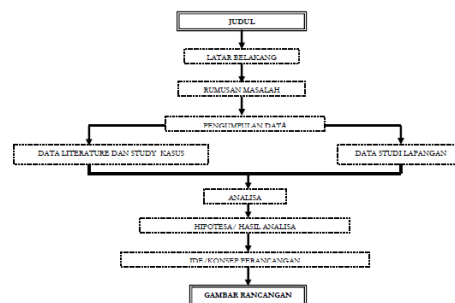 JUDUL
LATAR BELAKANG
RUMUSAN MASALAH
PENGUMPULAN DATA
DATA LITERATURE DAN STUDY KASUS
DATA STUDI LAPANGAN
ANALISA
HIPOTESA / HASIL ANALISA
IDE /KONSEP PERANCANGAN
GAMBAR RANCANGAN